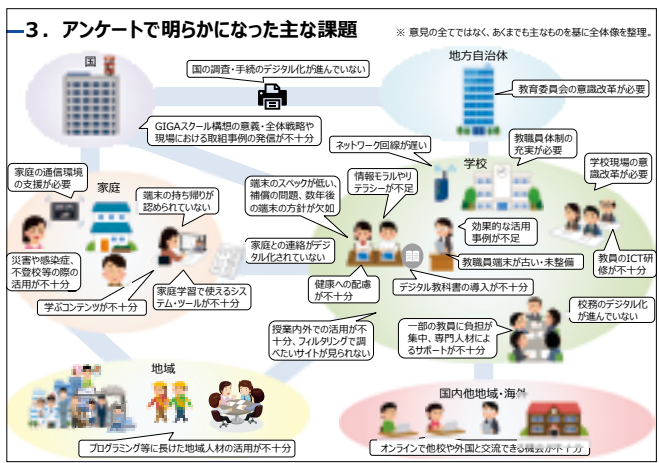 3．アンケートで明らかになった主な課題
※ 意見の全てではなく、あくまでも主なものを基に全体像を整理。
国
国の調査・手続のデジタル化が進んでいない
地方自治体
教育委員会の意識改革が必要
GIGAスクール構想の意義・全体戦略や
現場における取組事例の発信が不十分
ネットワーク回線が遅い
教職員体制の
充実が必要
学校
学校現場の意
識改革が必要
家庭の通信環境
の支援が必要
家庭
端末の持ち帰りが
認められていない
端末のスペックが低い、
補償の問題、数年後
の端末の方針が欠如
情報モラルやリ
テラシーが不足
効果的な活用
事例が不足
家庭との連絡がデジ
タル化されていない
教職員端末が古い・未整備
教員のICT研
修が不十分
災害や感染症、
不登校等の際の
活用が不十分
学ぶコンテンツが不十分
家庭学習で使えるシス
テム・ツールが不十分
健康への配慮
が不十分
デジタル教科書の導入が不十分
校務のデジタル化
が進んでいない
授業内外での活用が不
十分、フィルタリングで調
べたいサイトが見られない
一部の教員に負担が
集中、専門人材によ
るサポートが不十分
地域
プログラミング等に長けた地域人材の活用が不十分
国内他地域・海外
オンラインで他校や外国と交流できる機会が不十分